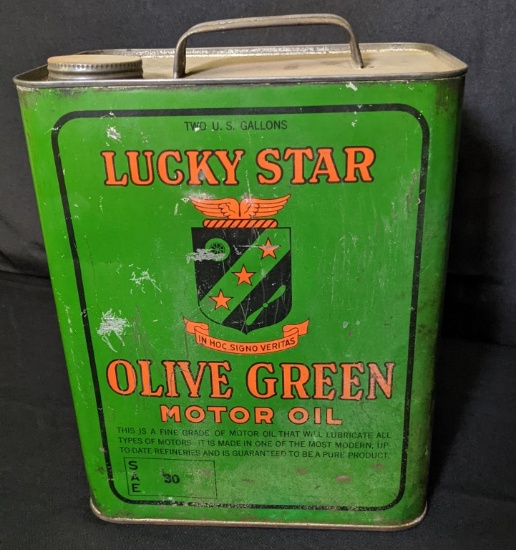 TWO U. S. GALLONS
LUCKY STAR
IN HOC SIGNO VERITAS
OLIVE GREEN
MOTOR OIL
THIS IS A FINE GRADE OF MOTOR OIL THAT WILL LUBRICATE ALL
TYPES OF MOTORS. IT IS MADE IN ONE OF THE MOST MODERN, UP-
TO-DATE REFINERIES AND IS GUARANTEED TO BE A PURE PRODUCT.
SAE 30